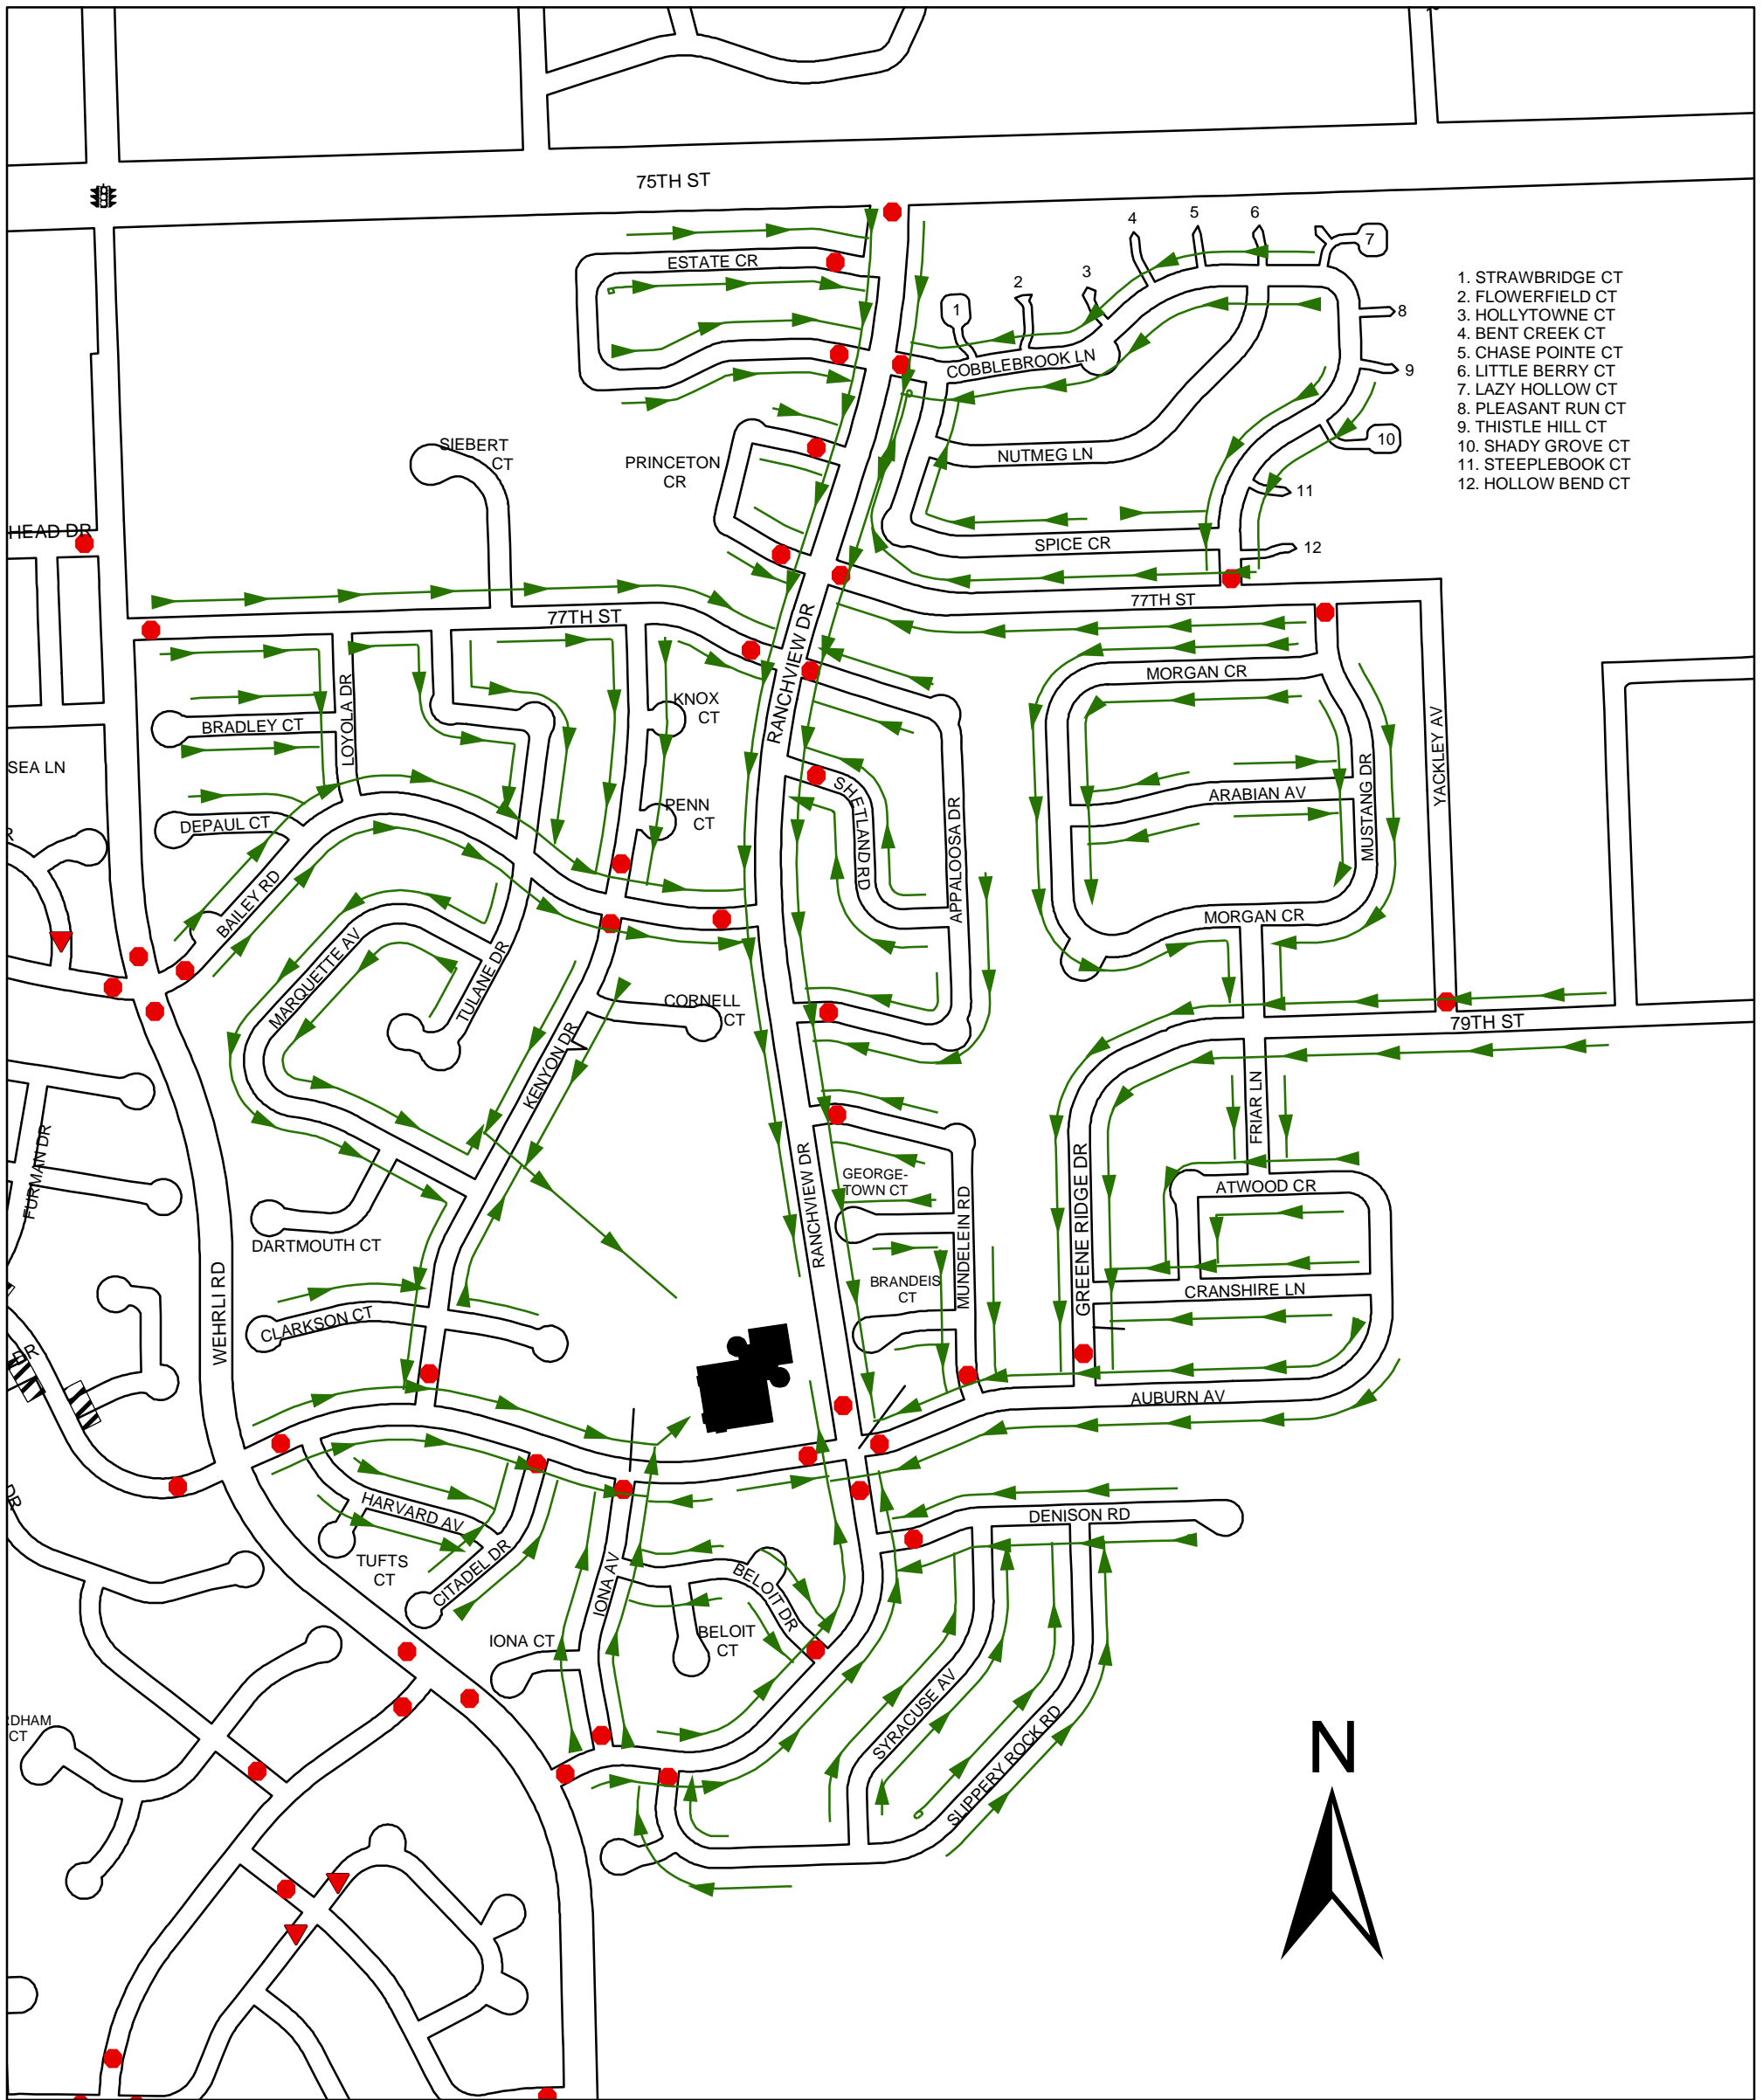 75TH ST
ESTATE CR
1
2
3
4
5
6
7
8
9
10
11
12
1. STRAWBRIDGE CT
2. FLOWERFIELD CT
3. HOLLYTOWNE CT
4. BENT CREEK CT
5. CHASE POINTE CT
6. LITTLE BERRY CT
7. LAZY HOLLOW CT
8. PLEASANT RUN CT
9. THISTLE HILL CT
10. SHADY GROVE CT
11. STEEPLEBOOK CT
12. HOLLOW BEND CT
COBBLEBROOK LN
NUTMEG LN
SPICE CR
SIEBERT
CT
PRINCETON
CR
HEAD DR
77TH ST
77TH ST
RANCHVIEW DR
MORGAN CR
KNOX
CT
LOYOLA DR
BRADLEY CT
SEA LN
YACKLEY AV
MUSTANG DR
ARABIAN AV
SHETLAND RD
APPALOOSA DR
PENN
CT
DEPAUL CT
R
BAILEY RD
MARQUETTE AV
TULANE DR
MORGAN CR
CORNELL
CT
79TH ST
KENYON DR
FRIAR LN
FURMAN DR
GEORGE-
TOWN CT
RANCHVIEW DR
MUNDELEIN RD
GREENE RIDGE DR
ATWOOD CR
DARTMOUTH CT
BRANDEIS
CT
CRANSHIRE LN
WEHRLI RD
CLARKSON CT
DR
AUBURN AV
DR
HARVARD AV
DENISON RD
TUFTS
CT
CITADEL DR
IONA AV
BELOIT DR
IONA CT
BELOIT
CT
SYRACUSE AV
SLIPPERY ROCK RD
RDHAM
CT
N